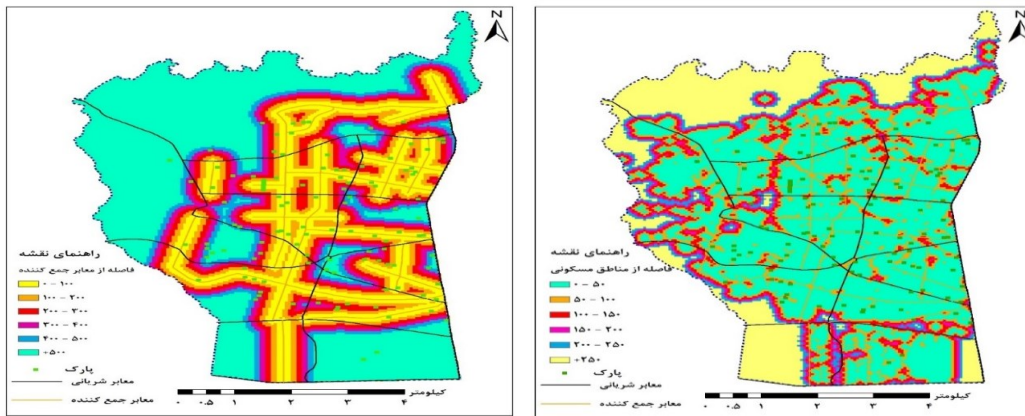 N
راهنمای نقشه
فاصله از معابر جمع کننده
۰ - ۱۰۰
۱۰۰ - ۲۰۰
۲۰۰ - ۳۰۰
۳۰۰ - ۴۰۰
۴۰۰ - ۵۰۰
+۵۰۰
پارک
معابر شریانی
معابر جمع کننده
کیلومتر
۰ ۰.۵ ۱ ۲ ۳ ۴
N
راهنمای نقشه
فاصله از مناطق مسکونی
۰ - ۵۰
۵۰ - ۱۰۰
۱۰۰ - ۱۵۰
۱۵۰ - ۲۰۰
۲۰۰ - ۲۵۰
+۲۵۰
پارک
معابر شریانی
معابر جمع کننده
کیلومتر
۰ ۰.۵ ۱ ۲ ۳ ۴